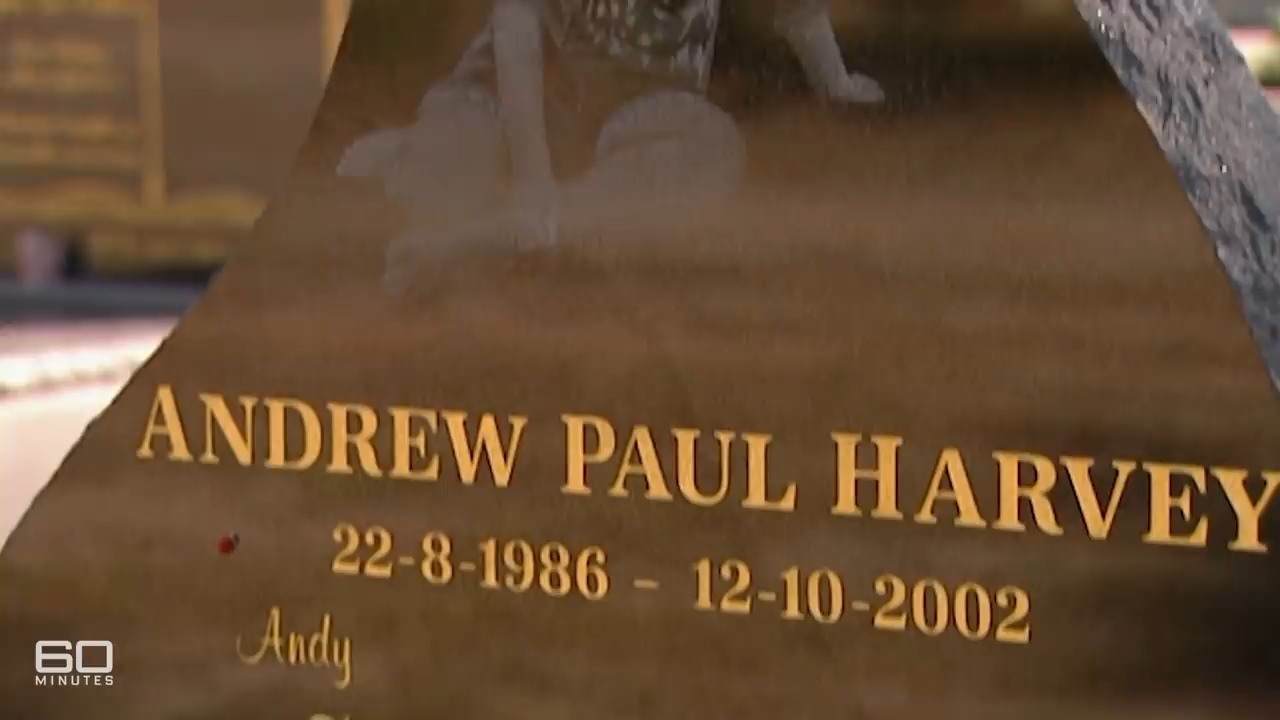 ANDREW PAUL HARVEY
22-8-1986 - 12-10-2002
Andy
60
MINUTES